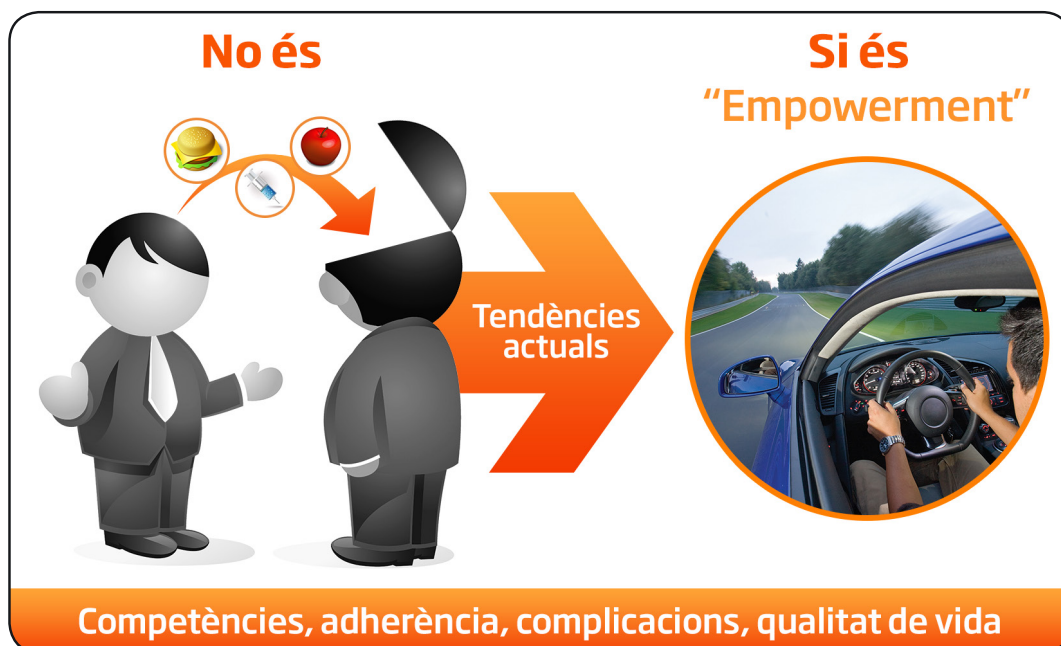 No és
Si és
“Empowerment”
Tendències
actuals
Competències, adherència, complicacions, qualitat de vida